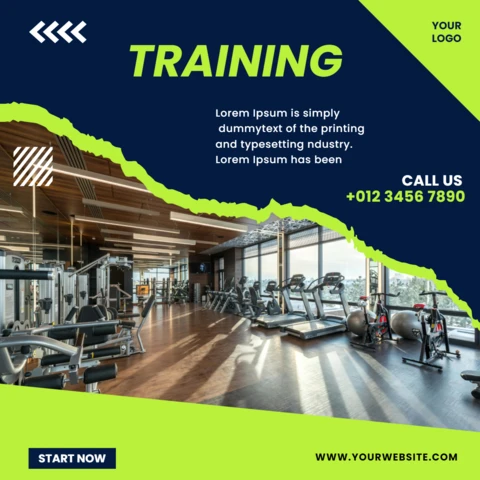 YOUR
LOGO
TRAINING
Lorem Ipsum is simply
dummytext of the printing
and typesetting ndustry.
Lorem Ipsum has been
CALL US
+012 3456 7890
START NOW
WWW.YOURWEBSITE.COM